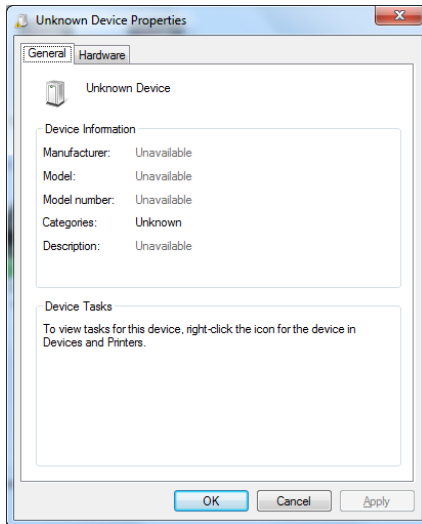 Unknown Device Properties
General Hardware
Unknown Device
Device Information
Manufacturer: Unavailable
Model: Unavailable
Model number: Unavailable
Categories: Unknown
Description: Unavailable
Device Tasks
To view tasks for this device, right-click the icon for the device in
Devices and Printers.
OK Cancel Apply